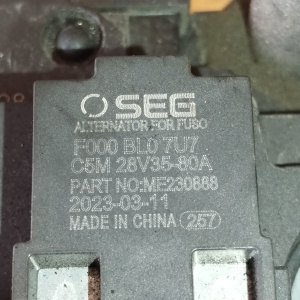 SEG
ALTERNATOR FOR FUSO
F000 BL0 7U7
C5M 28V35-80A
PART NO:ME230888
2023-03-11
MADE IN CHINA 257